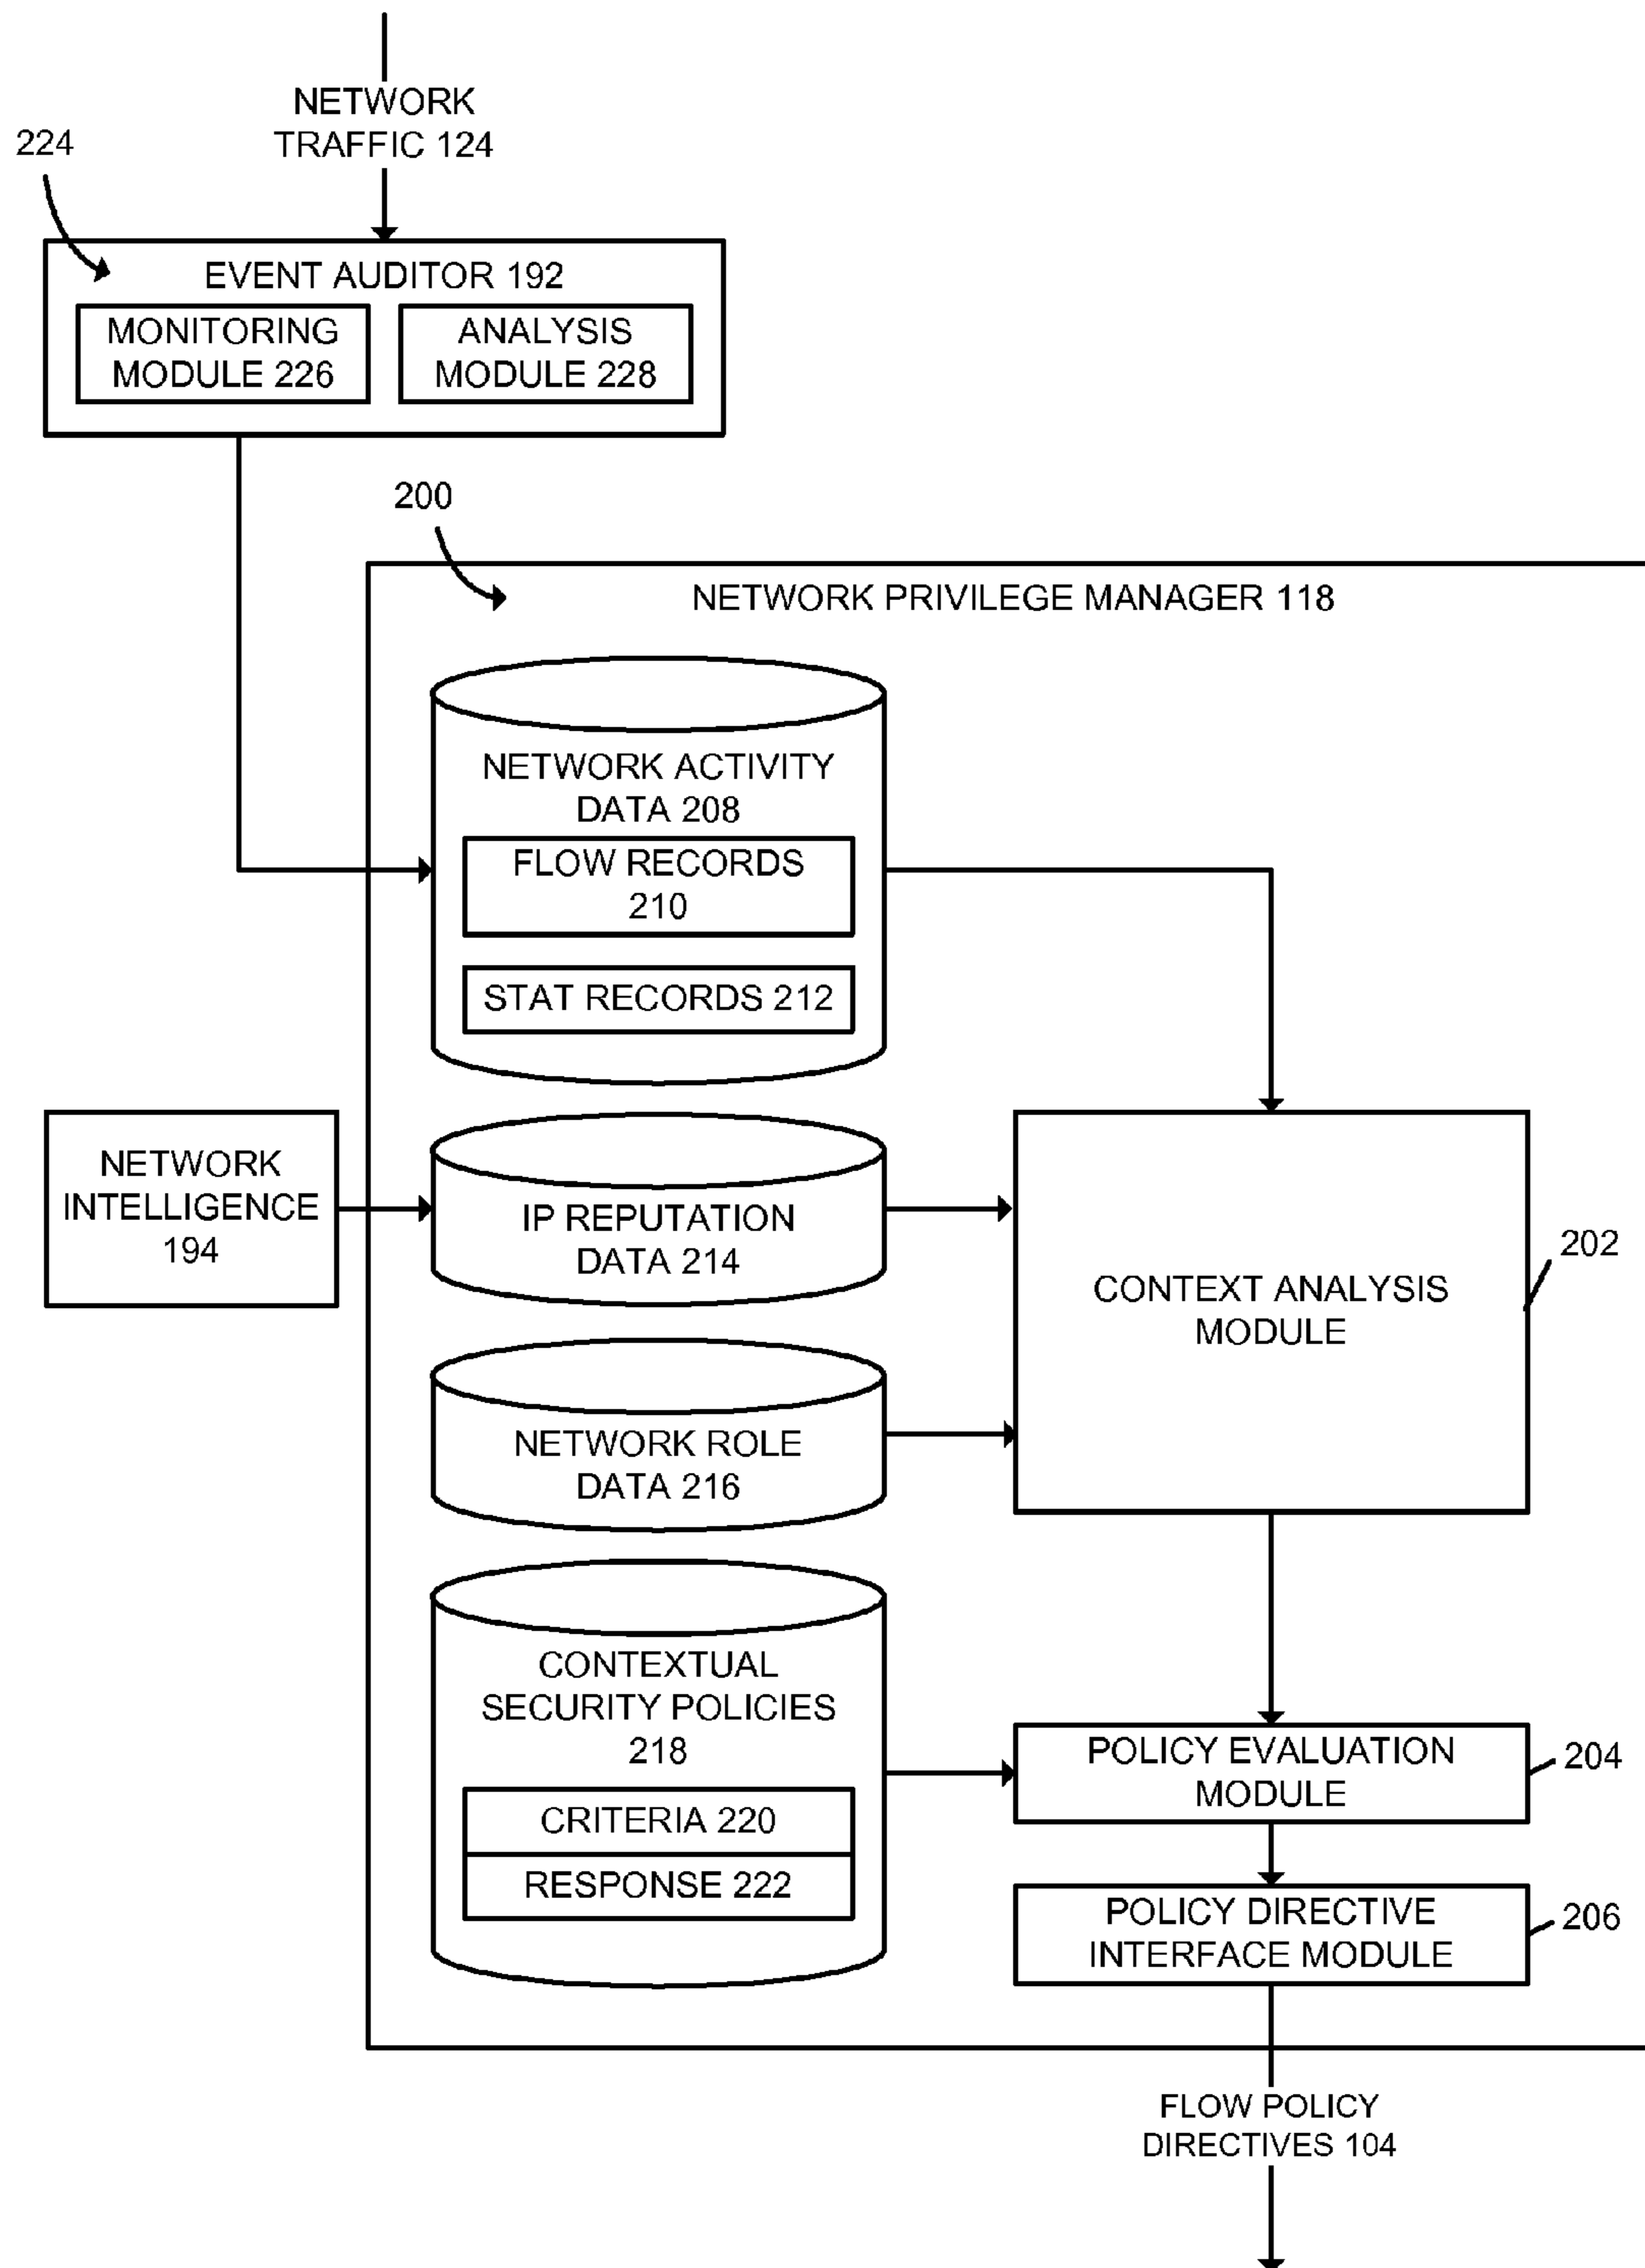 NETWORK
TRAFFIC 124
224
EVENT AUDITOR 192
MONITORING
MODULE 226
ANALYSIS
MODULE 228
200
NETWORK PRIVILEGE MANAGER 118
NETWORK ACTIVITY
DATA 208
FLOW RECORDS
210
STAT RECORDS 212
NETWORK
INTELLIGENCE
194
IP REPUTATION
DATA 214
CONTEXT ANALYSIS
MODULE
202
NETWORK ROLE
DATA 216
CONTEXTUAL
SECURITY POLICIES
218
CRITERIA 220
RESPONSE 222
POLICY EVALUATION
MODULE
204
POLICY DIRECTIVE
INTERFACE MODULE
206
FLOW POLICY
DIRECTIVES 104